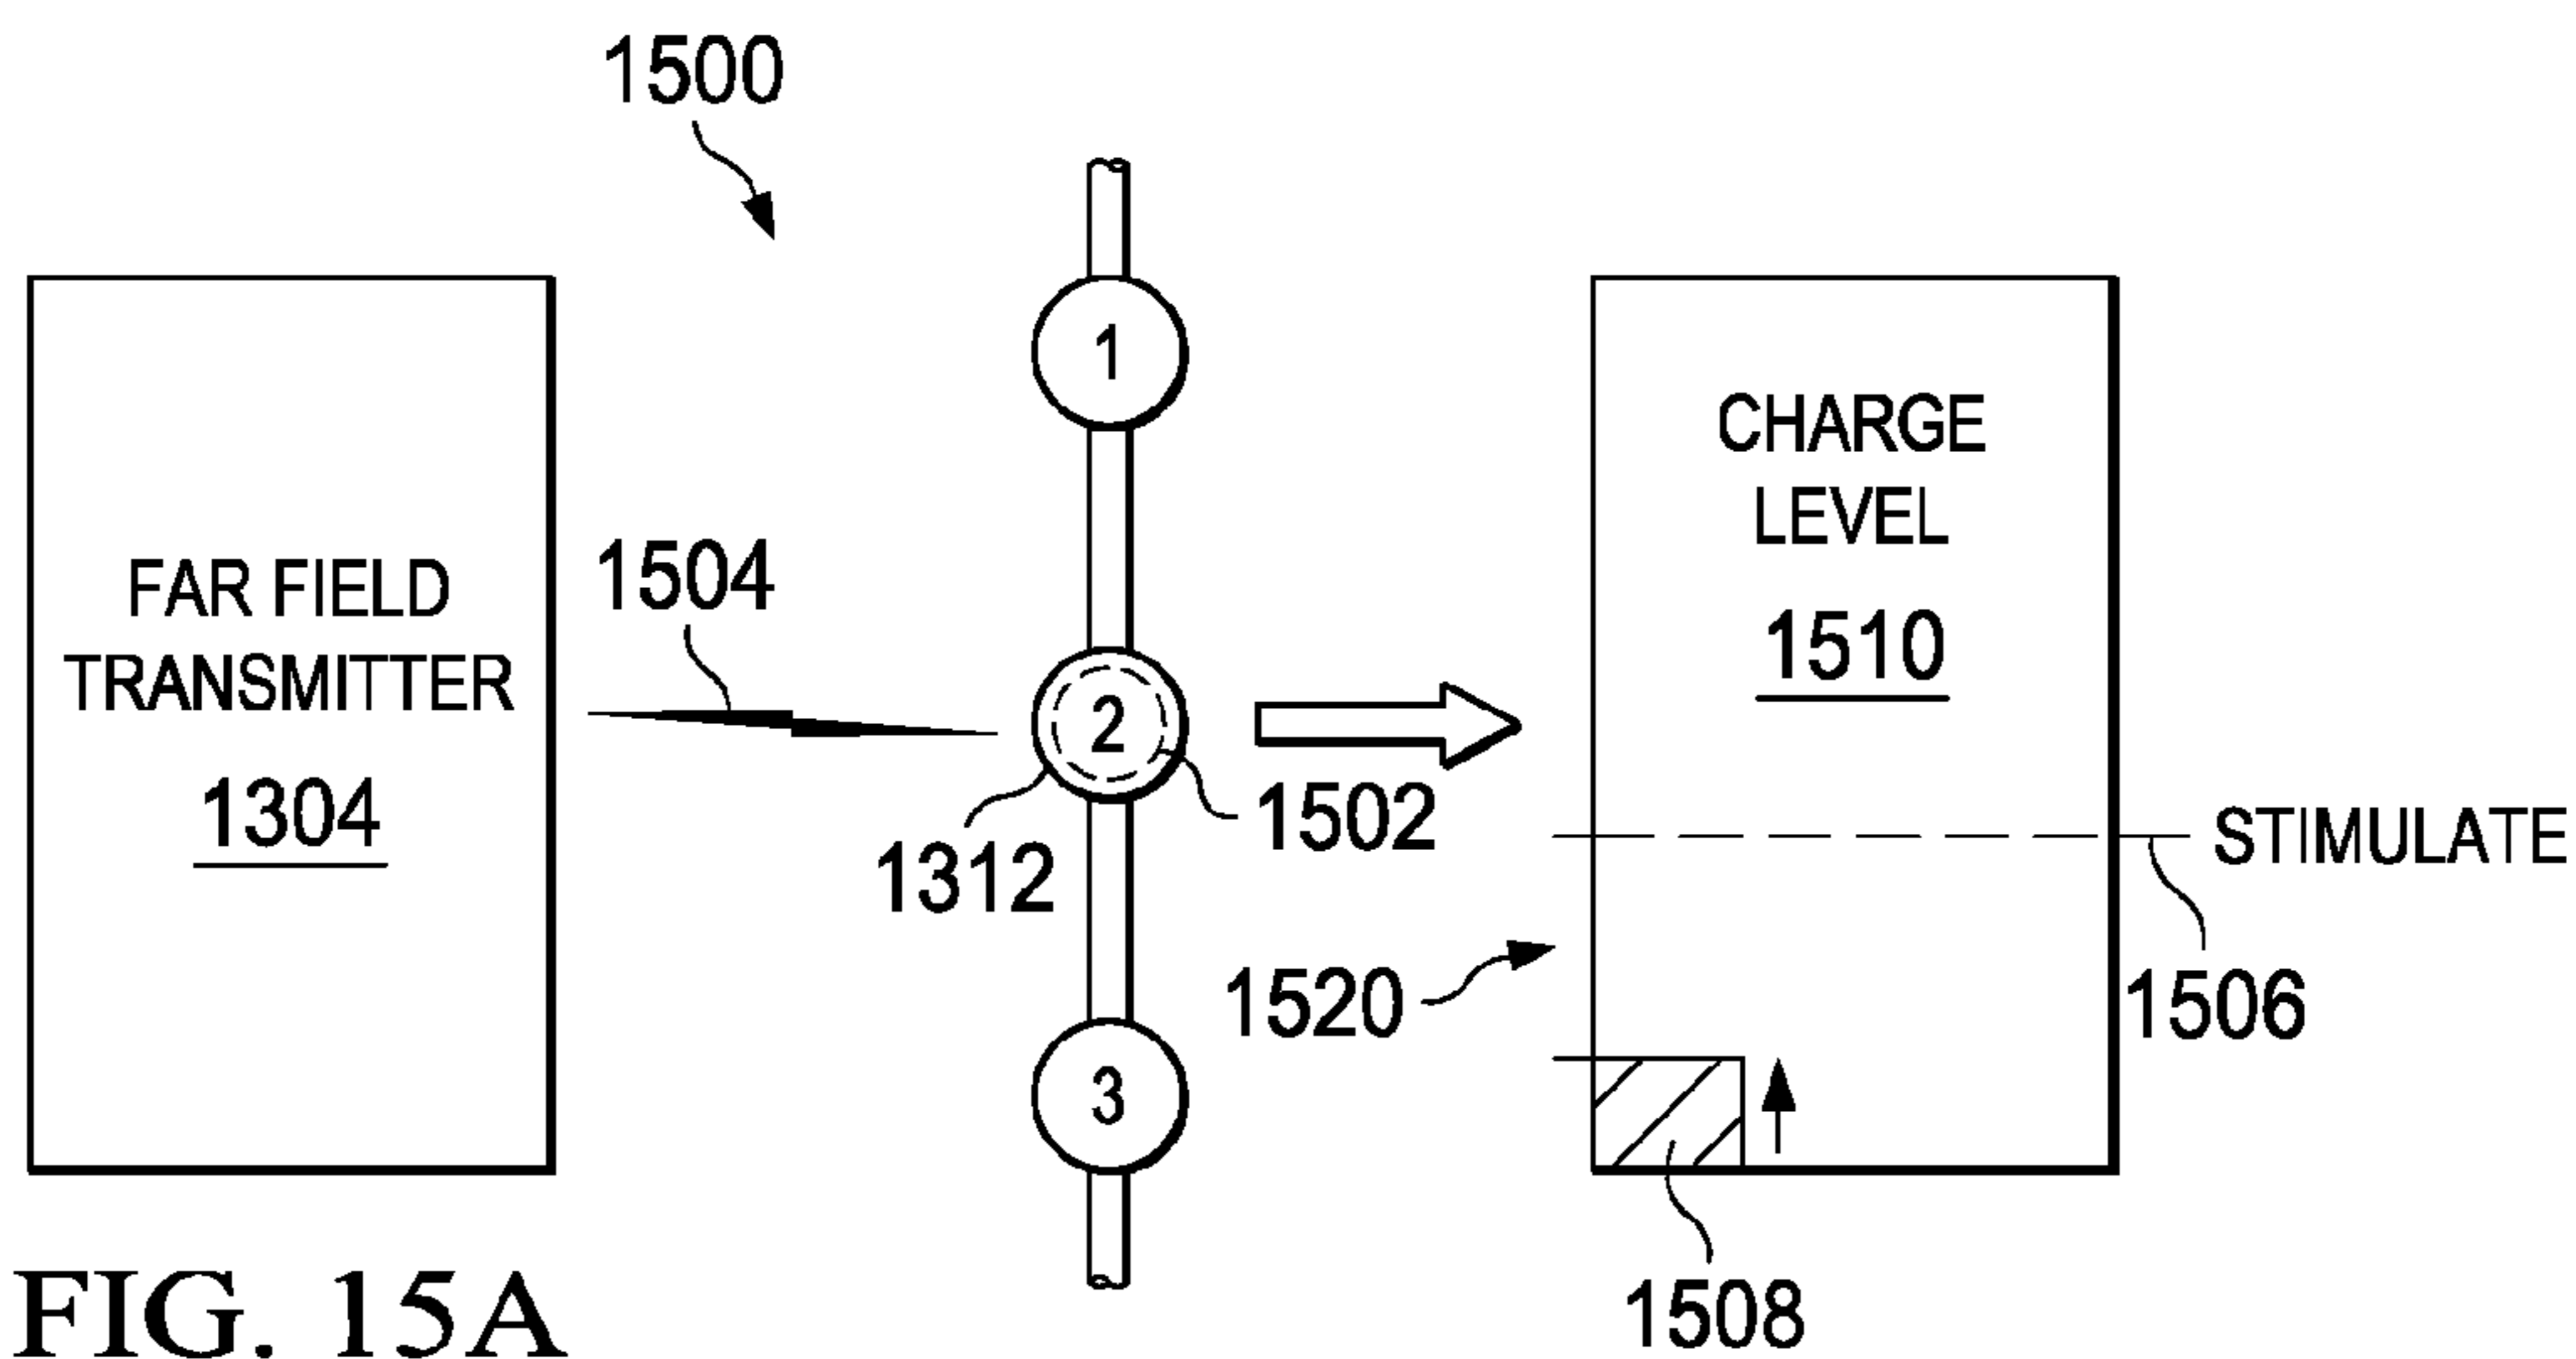 1500
FAR FIELD
TRANSMITTER
1304
1504
1
2
3
1312
1502
CHARGE
LEVEL
1510
STIMULATE
1506
1520
1508
FIG. 15A